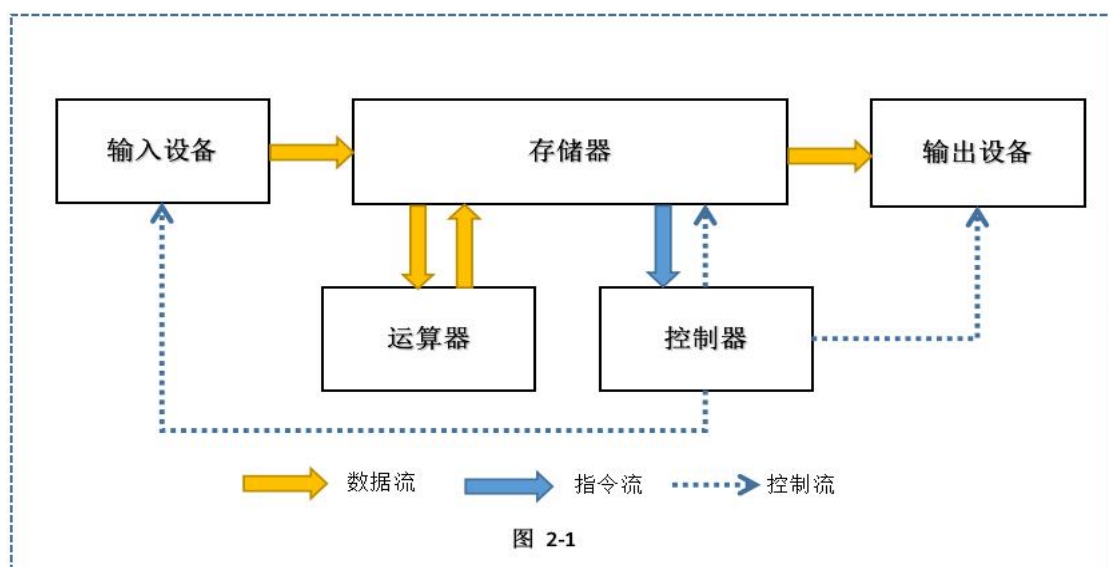 输入设备
存储器
输出设备
运算器
控制器
数据流
指令流
控制流
图 2-1